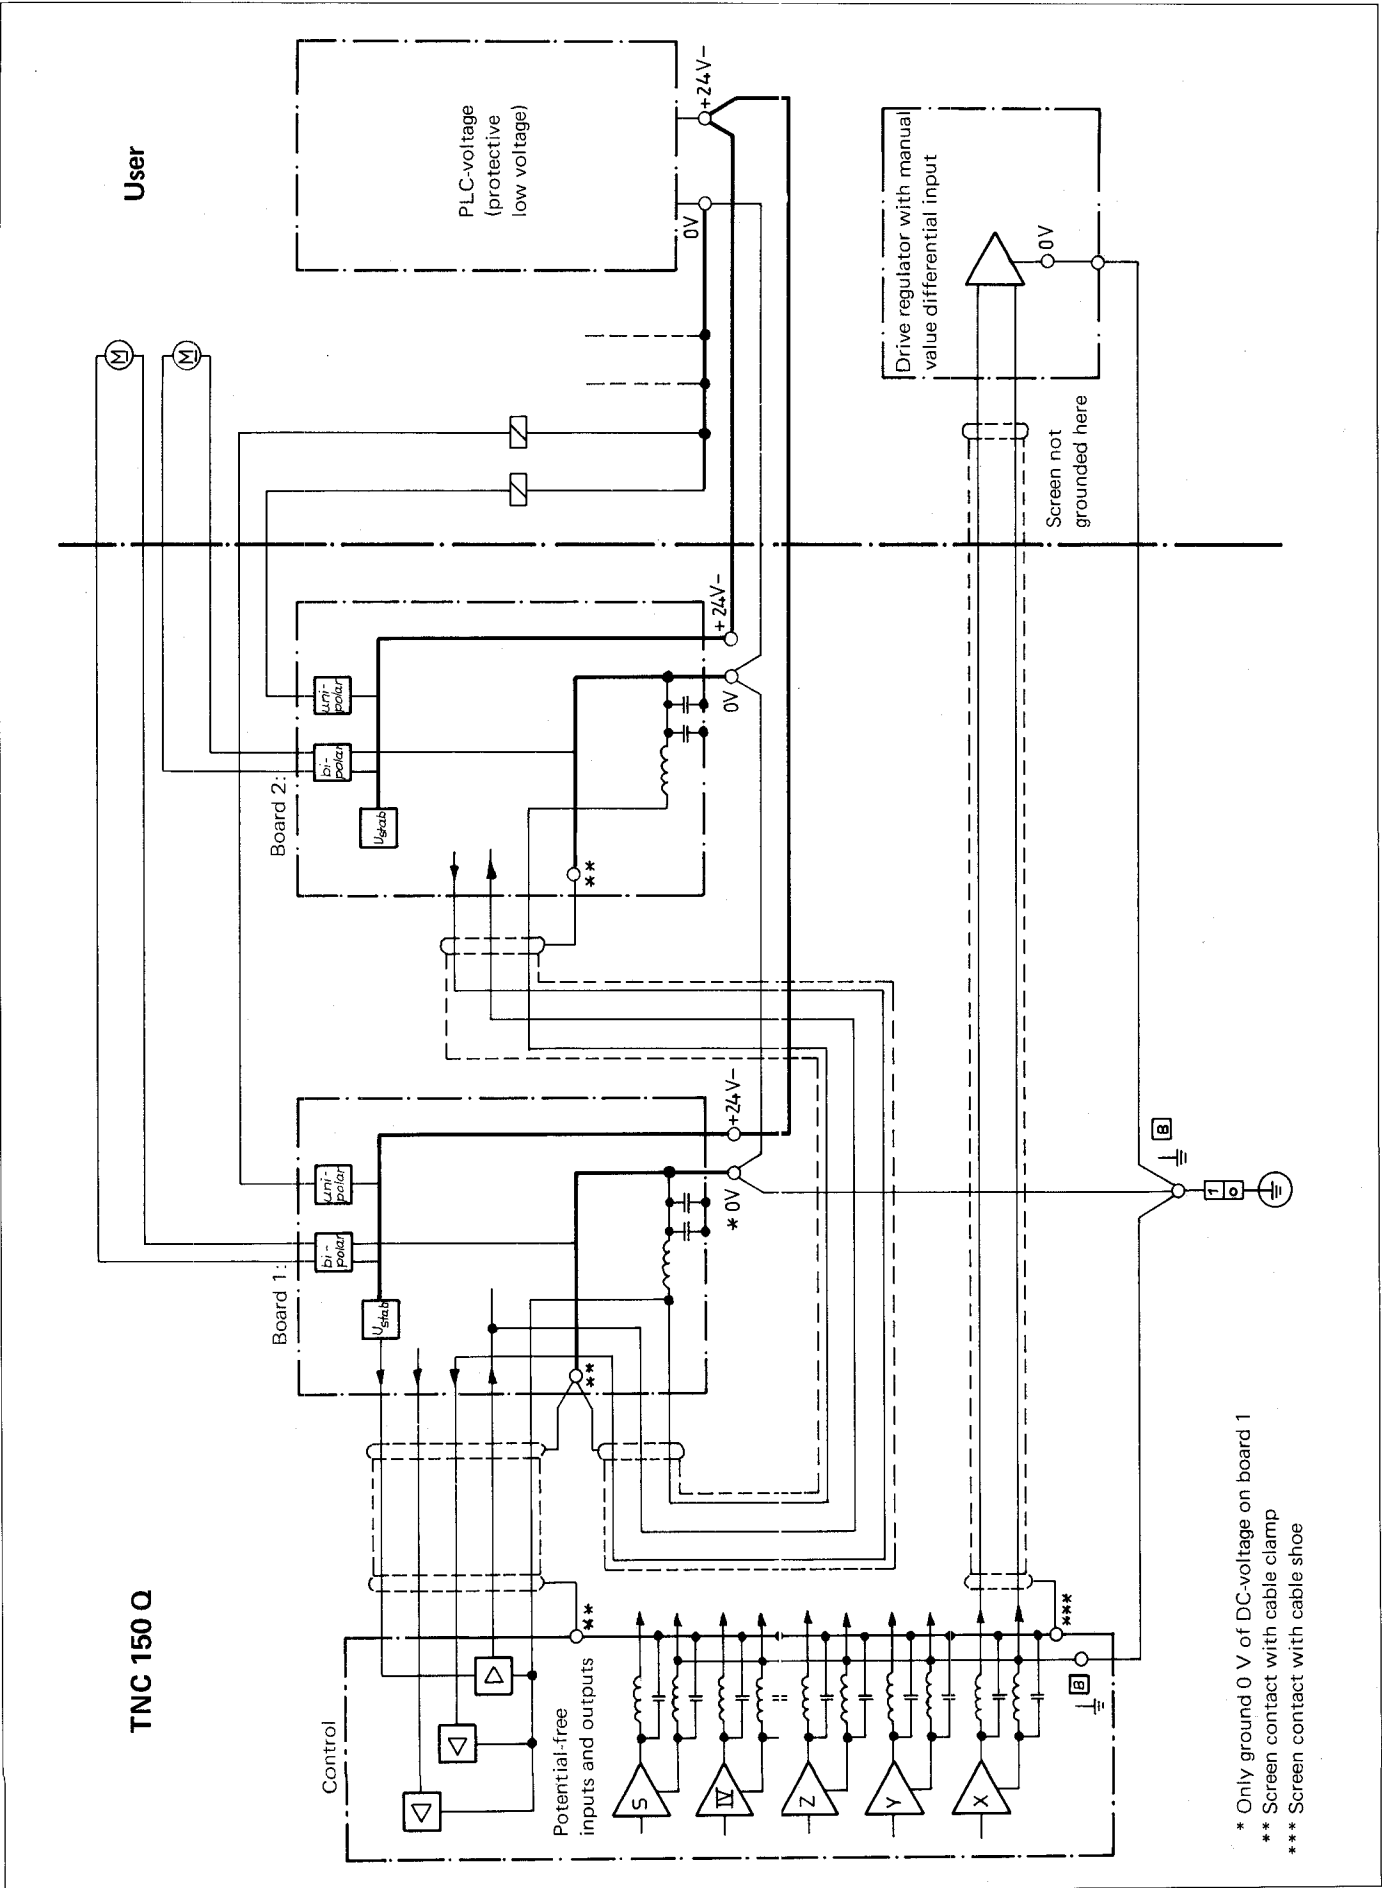 TNC 150 Q
User
Control
Potential-free
inputs and outputs
S
IV
Z
Y
X
B
**
***
Board 1:
U stab
bi-
polar
uni-
polar
**
* 0V
+24V-
Board 2:
Ustab
bi-
polar
uni-
polar
**
0V
+24V-
M
M
PLC-voltage
(protective
low voltage)
0V
+24V-
Drive regulator with manual
value differential input
0V
Screen not
grounded here
B
1
0
* Only ground 0 V of DC-voltage on board 1
** Screen contact with cable clamp
*** Screen contact with cable shoe